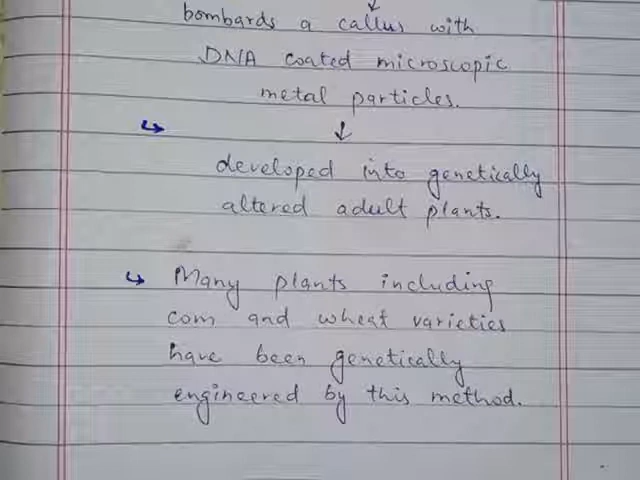 ↓
bombards a callus with
DNA coated microscopic
metal particles.
↳ ↓
developed into genetically
altered adult plants.
↳ Many plants including
corn and wheat varieties
have been genetically
engineered by this method.